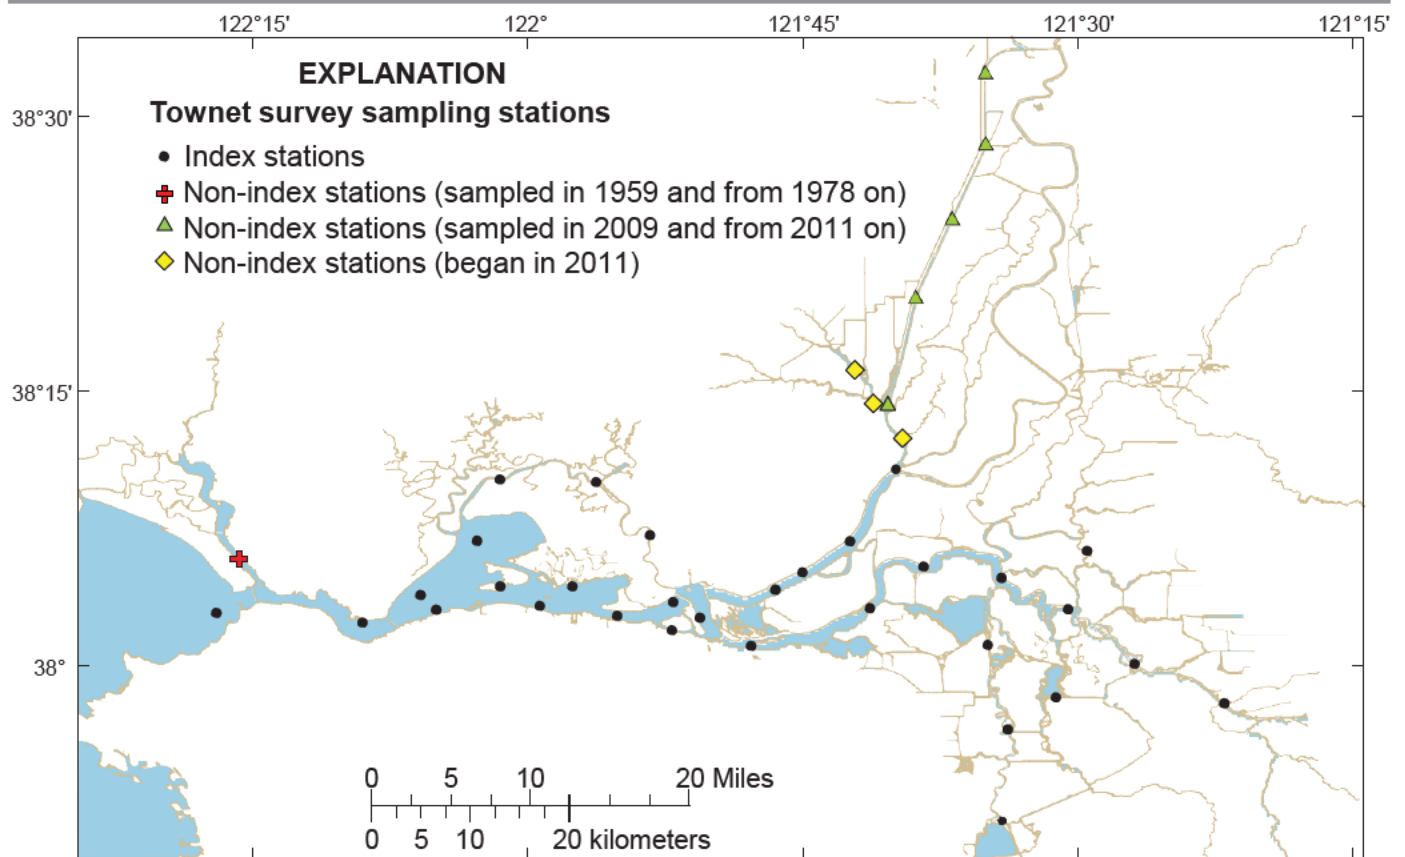 122°15' 122° 121°45' 121°30' 121°15'
EXPLANATION
Townet survey sampling stations
38°30'
Index stations
Non-index stations (sampled in 1959 and from 1978 on)
Non-index stations (sampled in 2009 and from 2011 on)
Non-index stations (began in 2011)
38°15'
38°
0 5 10 20 Miles
0 5 10 20 kilometers